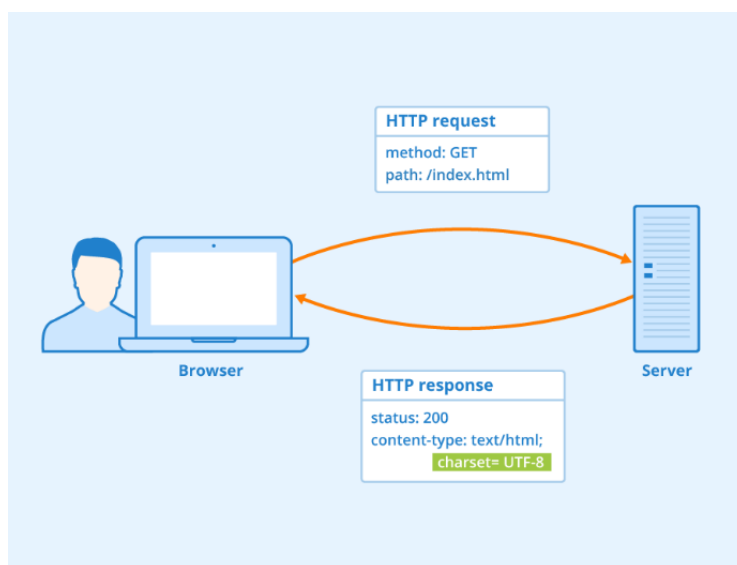 HTTP request
method: GET
path: /index.html
Browser
Server
HTTP response
status: 200
content-type: text/html;
charset= UTF-8